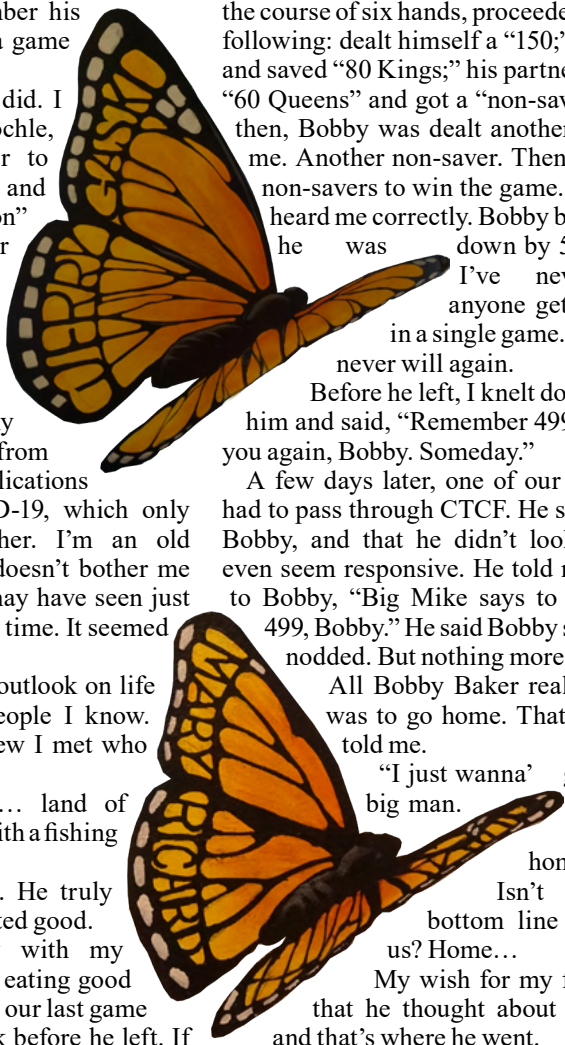 nber his
a game
did. I
ochle,
r to
and
on”
r
GASKO
JERRY
y
from
lications
D-19, which only
her. I’m an old
doesn’t bother me
may have seen just
time. It seemed
outlook on life
eople I know.
ew I met who
… land of
ith a fishing
. He truly
ted good.
with my
eating good
our last game
k before he left. If
MARY
RICARD
the course of six hands, proceede
following: dealt himself a “150;”
and saved “80 Kings;” his partne
“60 Queens” and got a “non-sav
then, Bobby was dealt another
me. Another non-saver. Then
non-savers to win the game.
heard me correctly. Bobby b
he was down by 5
I’ve nev
anyone get
in a single game.
never will again.
Before he left, I knelt do
him and said, “Remember 499
you again, Bobby. Someday.”
A few days later, one of our
had to pass through CTCF. He s
Bobby, and that he didn’t look
even seem responsive. He told m
to Bobby, “Big Mike says to
499, Bobby.” He said Bobby s
nodded. But nothing more
All Bobby Baker real
was to go home. That
told me.
“I just wanna’ g
big man.
hom
Isn’t
bottom line
us? Home…
My wish for my f
that he thought about
and that’s where he went.